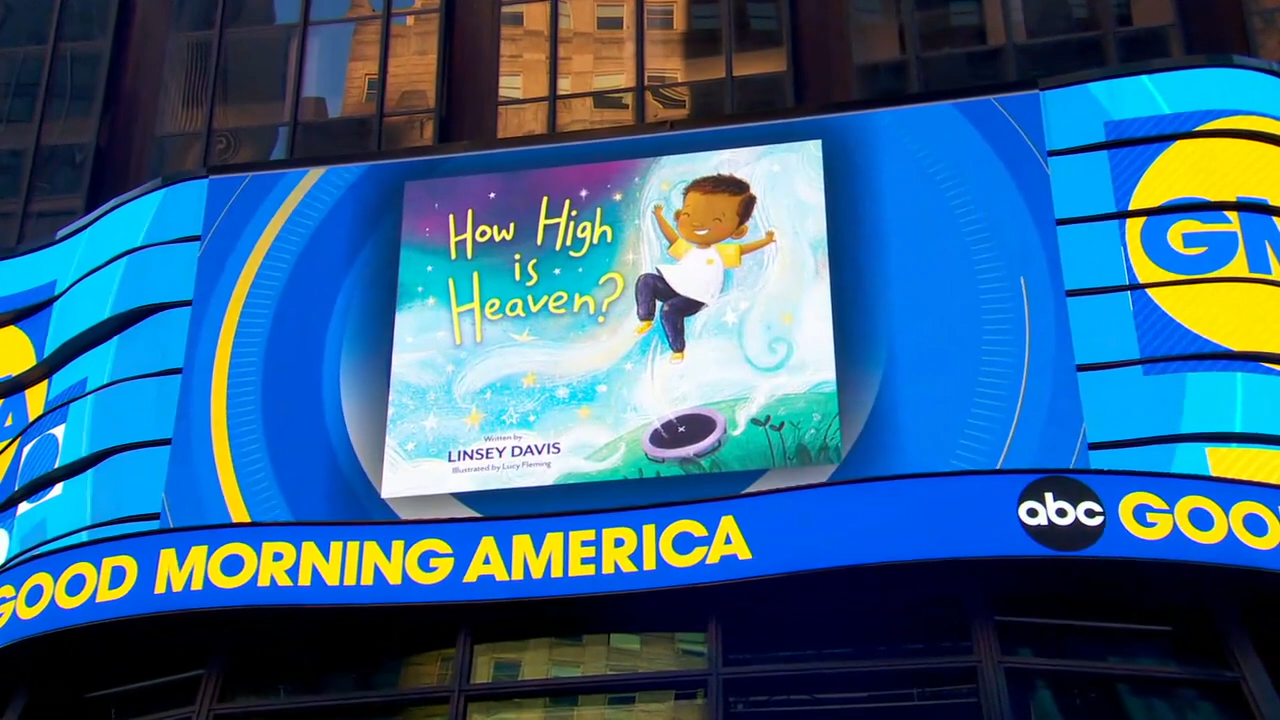 How High
is
Heaven?
Written by
LINSEY DAVIS
Illustrated by Lucy Fleming
GM
GOOD MORNING AMERICA
abc GOO